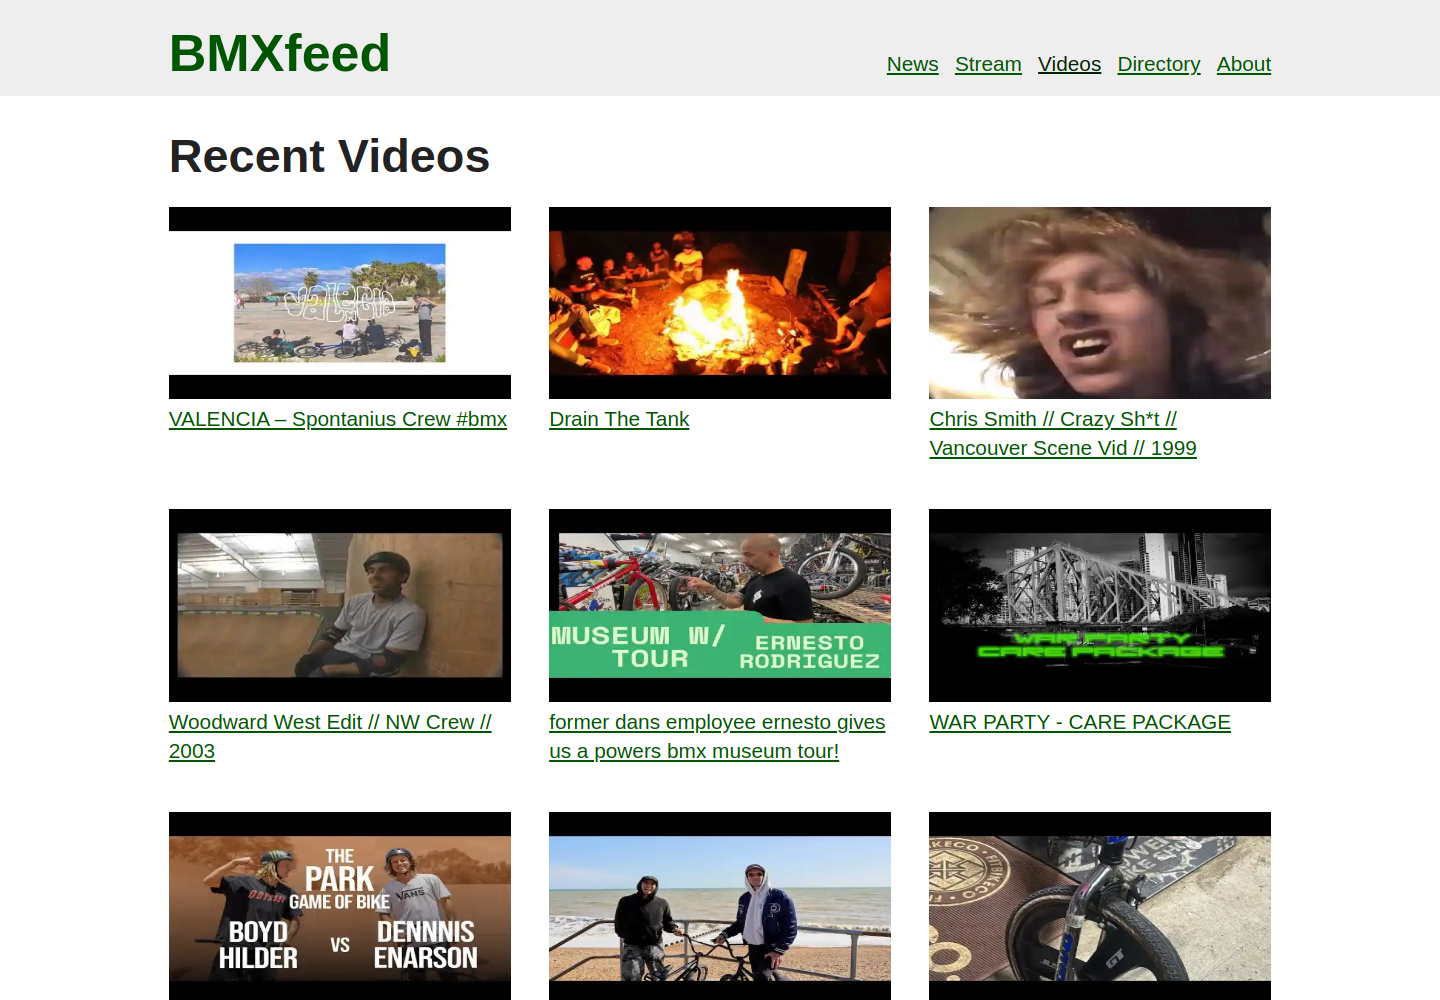 BMXfeed
News Stream Videos Directory About
Recent Videos
VALENCIA
VALENCIA – Spontanius Crew #bmx
Drain The Tank
Chris Smith // Crazy Sh*t //
Vancouver Scene Vid // 1999
MUSEUM W/
TOUR
ERNESTO
RODRIGUEZ
WAR PARTY
CARE PACKAGE
Woodward West Edit // NW Crew //
2003
former dans employee ernesto gives
us a powers bmx museum tour!
WAR PARTY - CARE PACKAGE
THE
PARK
GAME OF BIKE
ODYSSEY
VANS
BOYD
HILDER
VS
DENNNIS
ENARSON
P
GT